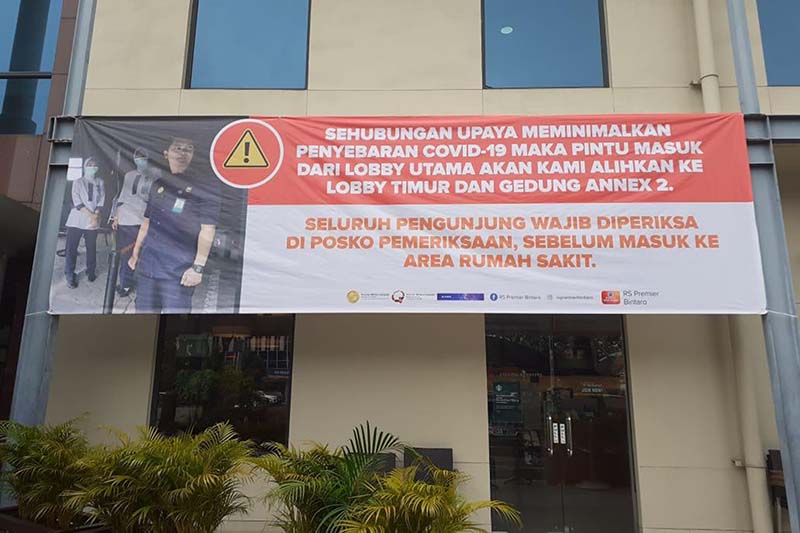 SEHUBUNGAN UPAYA MEMINIMALKAN
PENYEBARAN COVID-19 MAKA PINTU MASUK
DARI LOBBY UTAMA AKAN KAMI ALIHKAN KE
LOBBY TIMUR DAN GEDUNG ANNEX 2.
SELURUH PENGUNJUNG WAJIB DIPERIKSA
DI POSKO PEMERIKSAAN, SEBELUM MASUK KE
AREA RUMAH SAKIT.
RS Premier Bintaro
rspremierbintaro
RS Premier
Bintaro